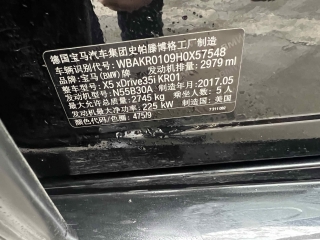 德国宝马汽车集团史帕滕博格工厂制造
车辆识别代号: WBAKR0109H0X57548
品牌: 宝马(BMW)牌 发动机排量: 2979 ml
整车型号: X5 xDrive35i KR01
发动机型号: N55B30A 制造年月: 2017.05
最大允许总质量: 2745 kg 乘坐人数: 5 人
发动机最大净功率: 225 kW 制造国: 美国
颜色代码/色膈: 475/9